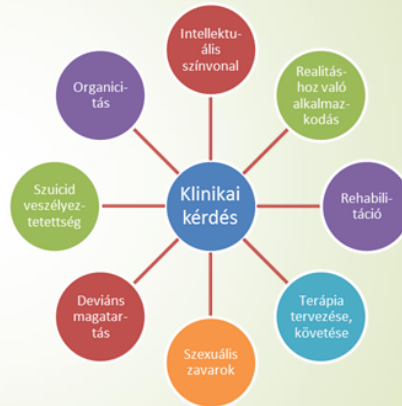 Intellektu-
ális
színvonal
Realitás-
hoz való
alkalmaz-
kodás
Rehabili-
táció
Terápia
tervezése,
követése
Szexuális
zavarok
Deviáns
magatar-
tás
Szuicid
veszélyez-
tetettség
Organici-
tás
Klinikai
kérdés